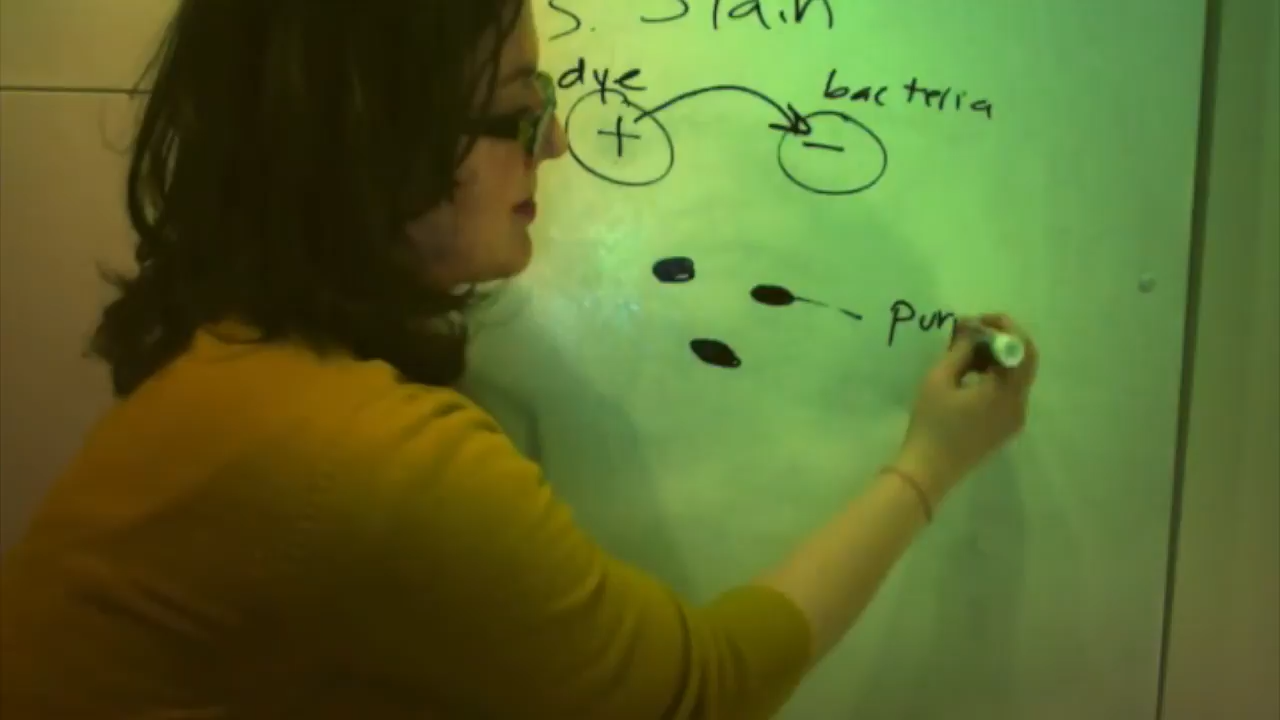 S. Stain
dye
bacteria
+
−
pur